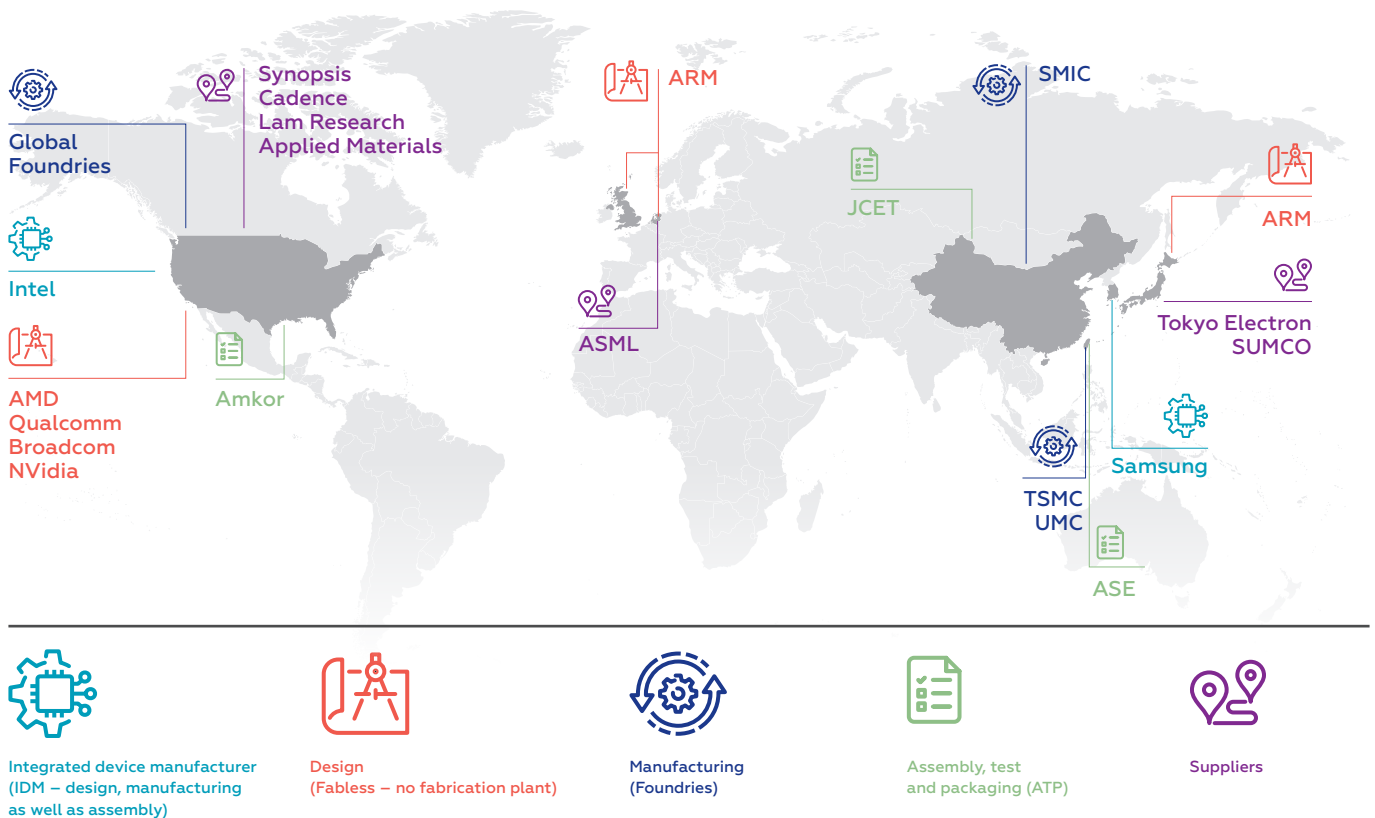 Global
Foundries
Synopsis
Cadence
Lam Research
Applied Materials
ARM
SMIC
JCET
ARM
Intel
ASML
Tokyo Electron
SUMCO
AMD
Qualcomm
Broadcom
NVidia
Amkor
Samsung
TSMC
UMC
ASE
Integrated device manufacturer
(IDM – design, manufacturing
as well as assembly)
Design
(Fabless – no fabrication plant)
Manufacturing
(Foundries)
Assembly, test
and packaging (ATP)
Suppliers